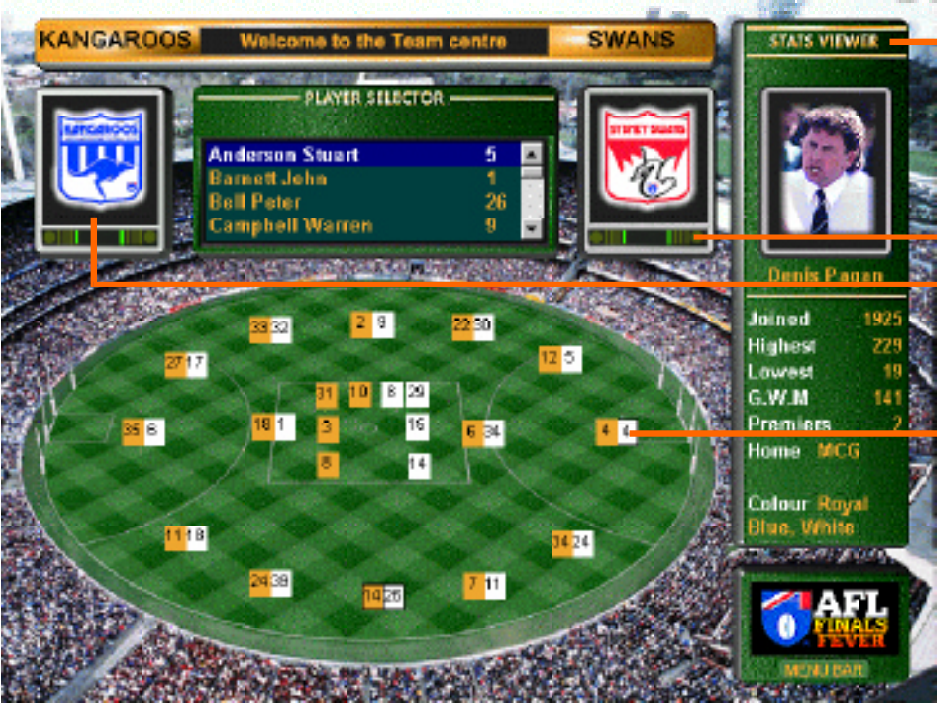 KANGAROOS
Welcome to the Team centre
SWANS
STATS VIEWER
PLAYER SELECTOR
KANGAROOS
SYDNEY SWANS
Anderson Stuart 5
Barnett John 1
Bell Peter 26
Campbell Warren 9
Denis Pagan
Joined 1925
Highest 229
Lowest 19
G.W.M 141
Premiers 2
Home MCG
Colour Royal
Blue, White
33 32
2 9
22 30
27 17
12 5
31 10 8 29
35 6
18 1
3
16
6 34
4 4
8
14
11 18
34 24
24 39
14 26
7 11
AFL
FINALS
FEVER
MENU BAR